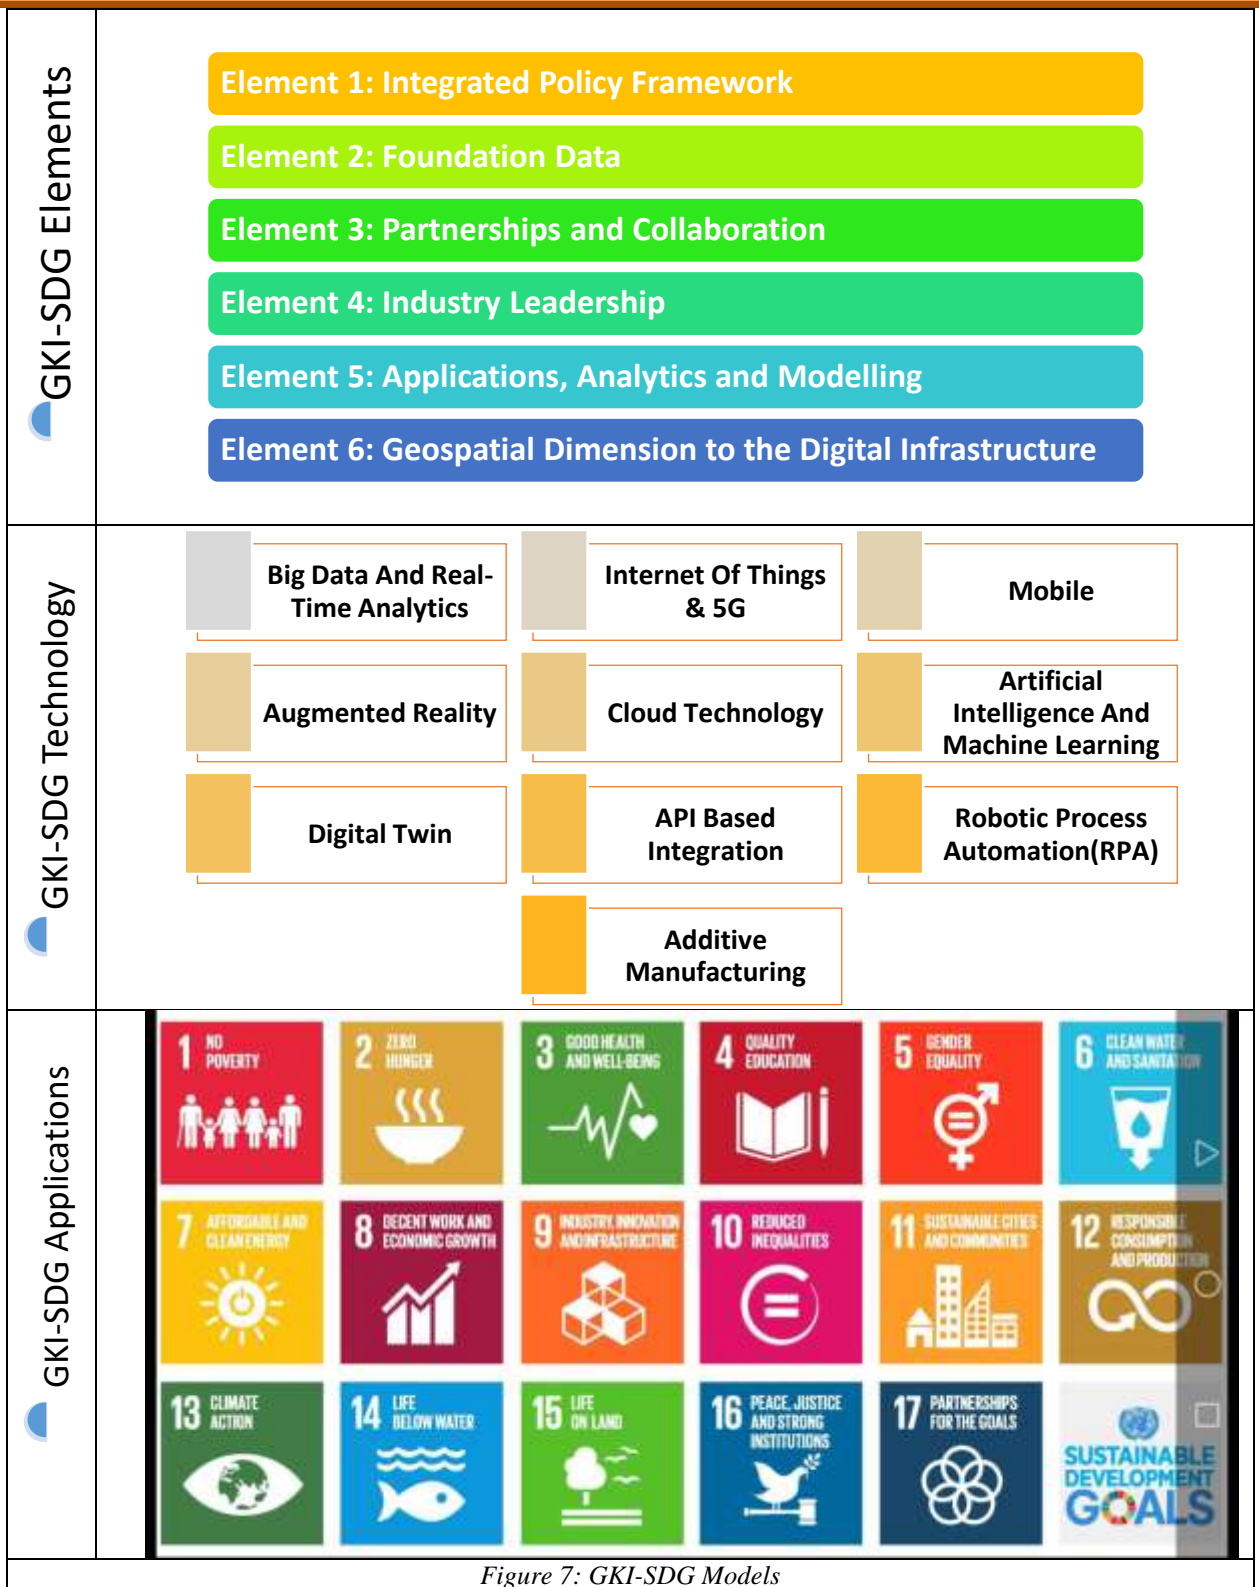 GKI-SDG Elements
Element 1: Integrated Policy Framework
Element 2: Foundation Data
Element 3: Partnerships and Collaboration
Element 4: Industry Leadership
Element 5: Applications, Analytics and Modelling
Element 6: Geospatial Dimension to the Digital Infrastructure
GKI-SDG Technology
Big Data And Real-
Time Analytics
Internet Of Things
& 5G
Mobile
Augmented Reality
Cloud Technology
Artificial
Intelligence And
Machine Learning
Digital Twin
API Based
Integration
Robotic Process
Automation(RPA)
Additive
Manufacturing
GKI-SDG Applications
1 NO
POVERTY
2 ZERO
HUNGER
3 GOOD HEALTH
AND WELL-BEING
4 QUALITY
EDUCATION
5 GENDER
EQUALITY
6 CLEAN WATER
AND SANITATION
7 AFFORDABLE AND
CLEAN ENERGY
8 DECENT WORK AND
ECONOMIC GROWTH
9 INDUSTRY, INNOVATION
AND INFRASTRUCTURE
10 REDUCED
INEQUALITIES
11 SUSTAINABLE CITIES
AND COMMUNITIES
12 RESPONSIBLE
CONSUMPTION
AND PRODUCTION
13 CLIMATE
ACTION
14 LIFE
BELOW WATER
15 LIFE
ON LAND
16 PEACE, JUSTICE
AND STRONG
INSTITUTIONS
17 PARTNERSHIPS
FOR THE GOALS
SUSTAINABLE
DEVELOPMENT
GOALS
Figure 7: GKI-SDG Models